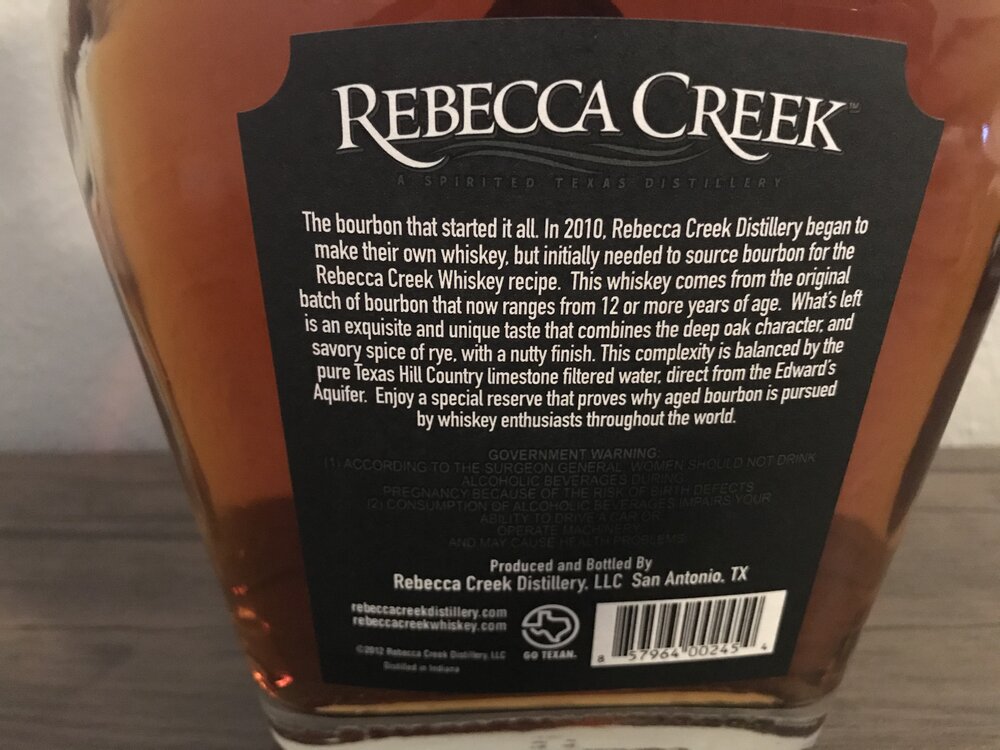 REBECCA CREEK™
A SPIRITED TEXAS DISTILLERY
The bourbon that started it all. In 2010, Rebecca Creek Distillery began to
make their own whiskey, but initially needed to source bourbon for the
Rebecca Creek Whiskey recipe. This whiskey comes from the original
batch of bourbon that now ranges from 12 or more years of age. What's left
is an exquisite and unique taste that combines the deep oak character, and
savory spice of rye, with a nutty finish. This complexity is balanced by the
pure Texas Hill Country limestone filtered water, direct from the Edward's
Aquifer. Enjoy a special reserve that proves why aged bourbon is pursued
by whiskey enthusiasts throughout the world.
GOVERNMENT WARNING:
(1) ACCORDING TO THE SURGEON GENERAL, WOMEN SHOULD NOT DRINK
ALCOHOLIC BEVERAGES DURING
PREGNANCY BECAUSE OF THE RISK OF BIRTH DEFECTS
(2) CONSUMPTION OF ALCOHOLIC BEVERAGES IMPAIRS YOUR
ABILITY TO DRIVE A CAR OR
OPERATE MACHINERY
AND MAY CAUSE HEALTH PROBLEMS
Produced and Bottled By
Rebecca Creek Distillery, LLC San Antonio, TX
rebeccacreekdistillery.com
rebeccacreekwhiskey.com
©2012 Rebecca Creek Distillery, LLC
Distilled in Indiana
GO TEXAN.
8 57964 00245 4